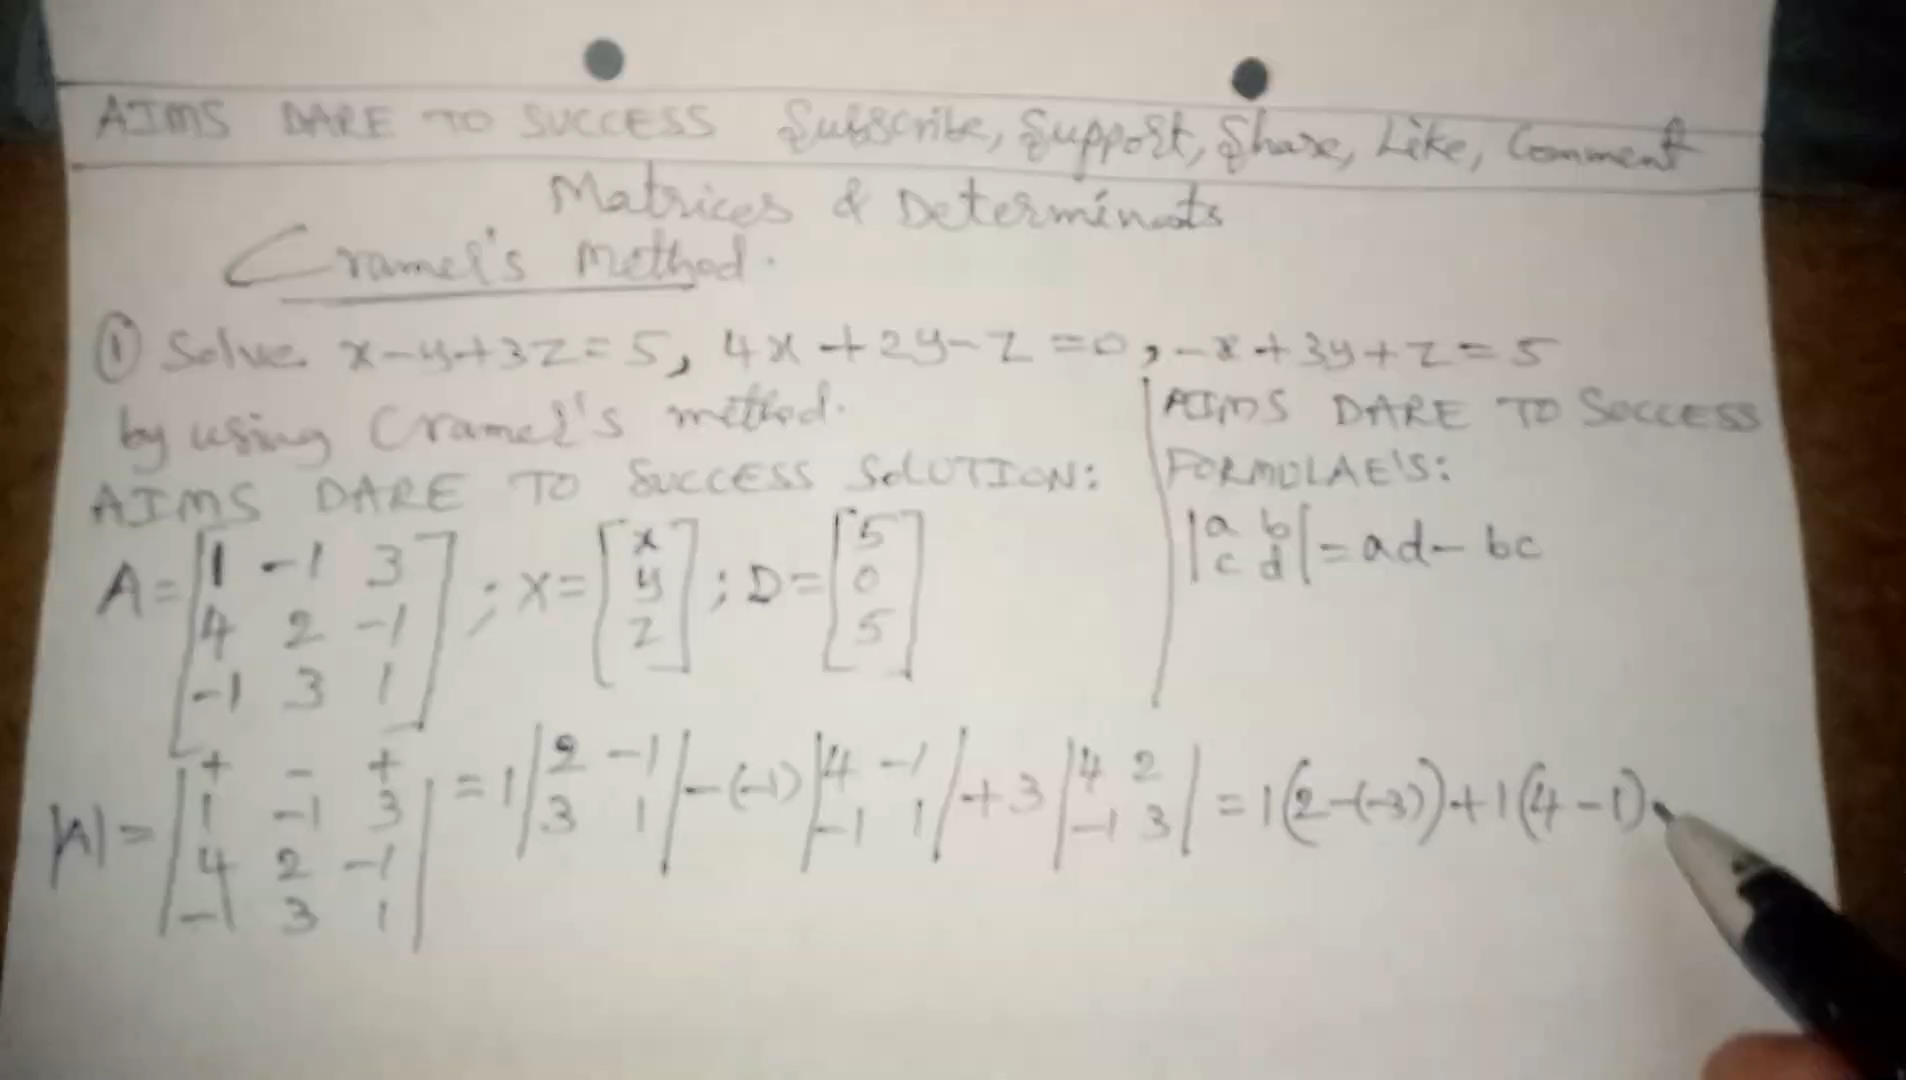 AIMS DARE TO SUCCESS Subscribe, Support, Share, Like, Comment
Matrices & Determinats
Cramer's Method.
① Solve x-y+3z=5, 4x+2y-z=0, -x+3y+z=5
by using Cramer's method.
AIMS DARE TO SUCCESS SOLUTION:
AIMS DARE TO SUCCESS
FORMULAE'S:
|a b|
|c d| = ad - bc
A = [1 -1 3
4 2 -1
-1 3 1] ; X = [x
y
z] ; D = [5
0
5]
+ - +
|A| = |1 -1 3
4 2 -1
-1 3 1| = 1 |2 -1
3 1| - (-1) |4 -1
-1 1| + 3 |4 2
-1 3| = 1(2-(-3)) + 1(4-1)